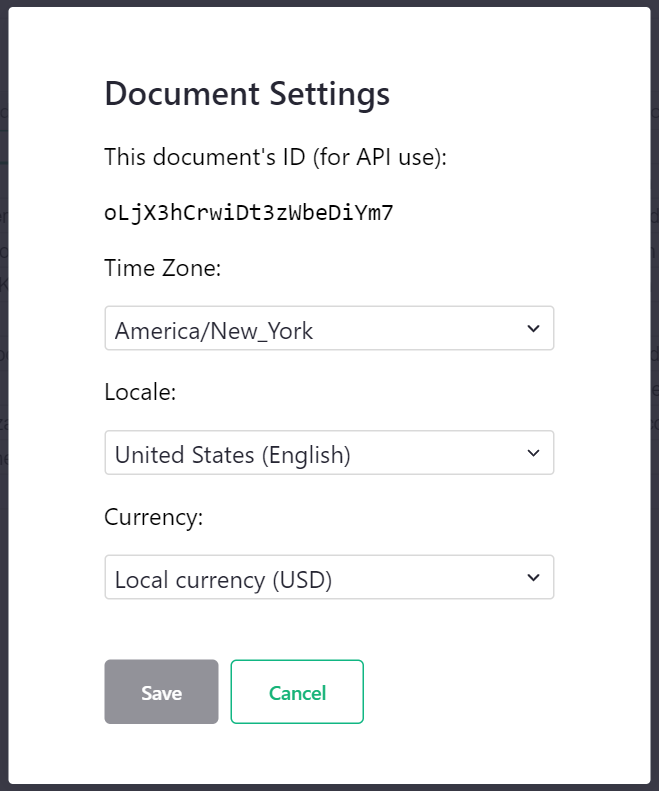 Document Settings
This document's ID (for API use):
oLjX3hCrwiDt3zWbeDiYm7
Time Zone:
America/New_York
Locale:
United States (English)
Currency:
Local currency (USD)
Save
Cancel